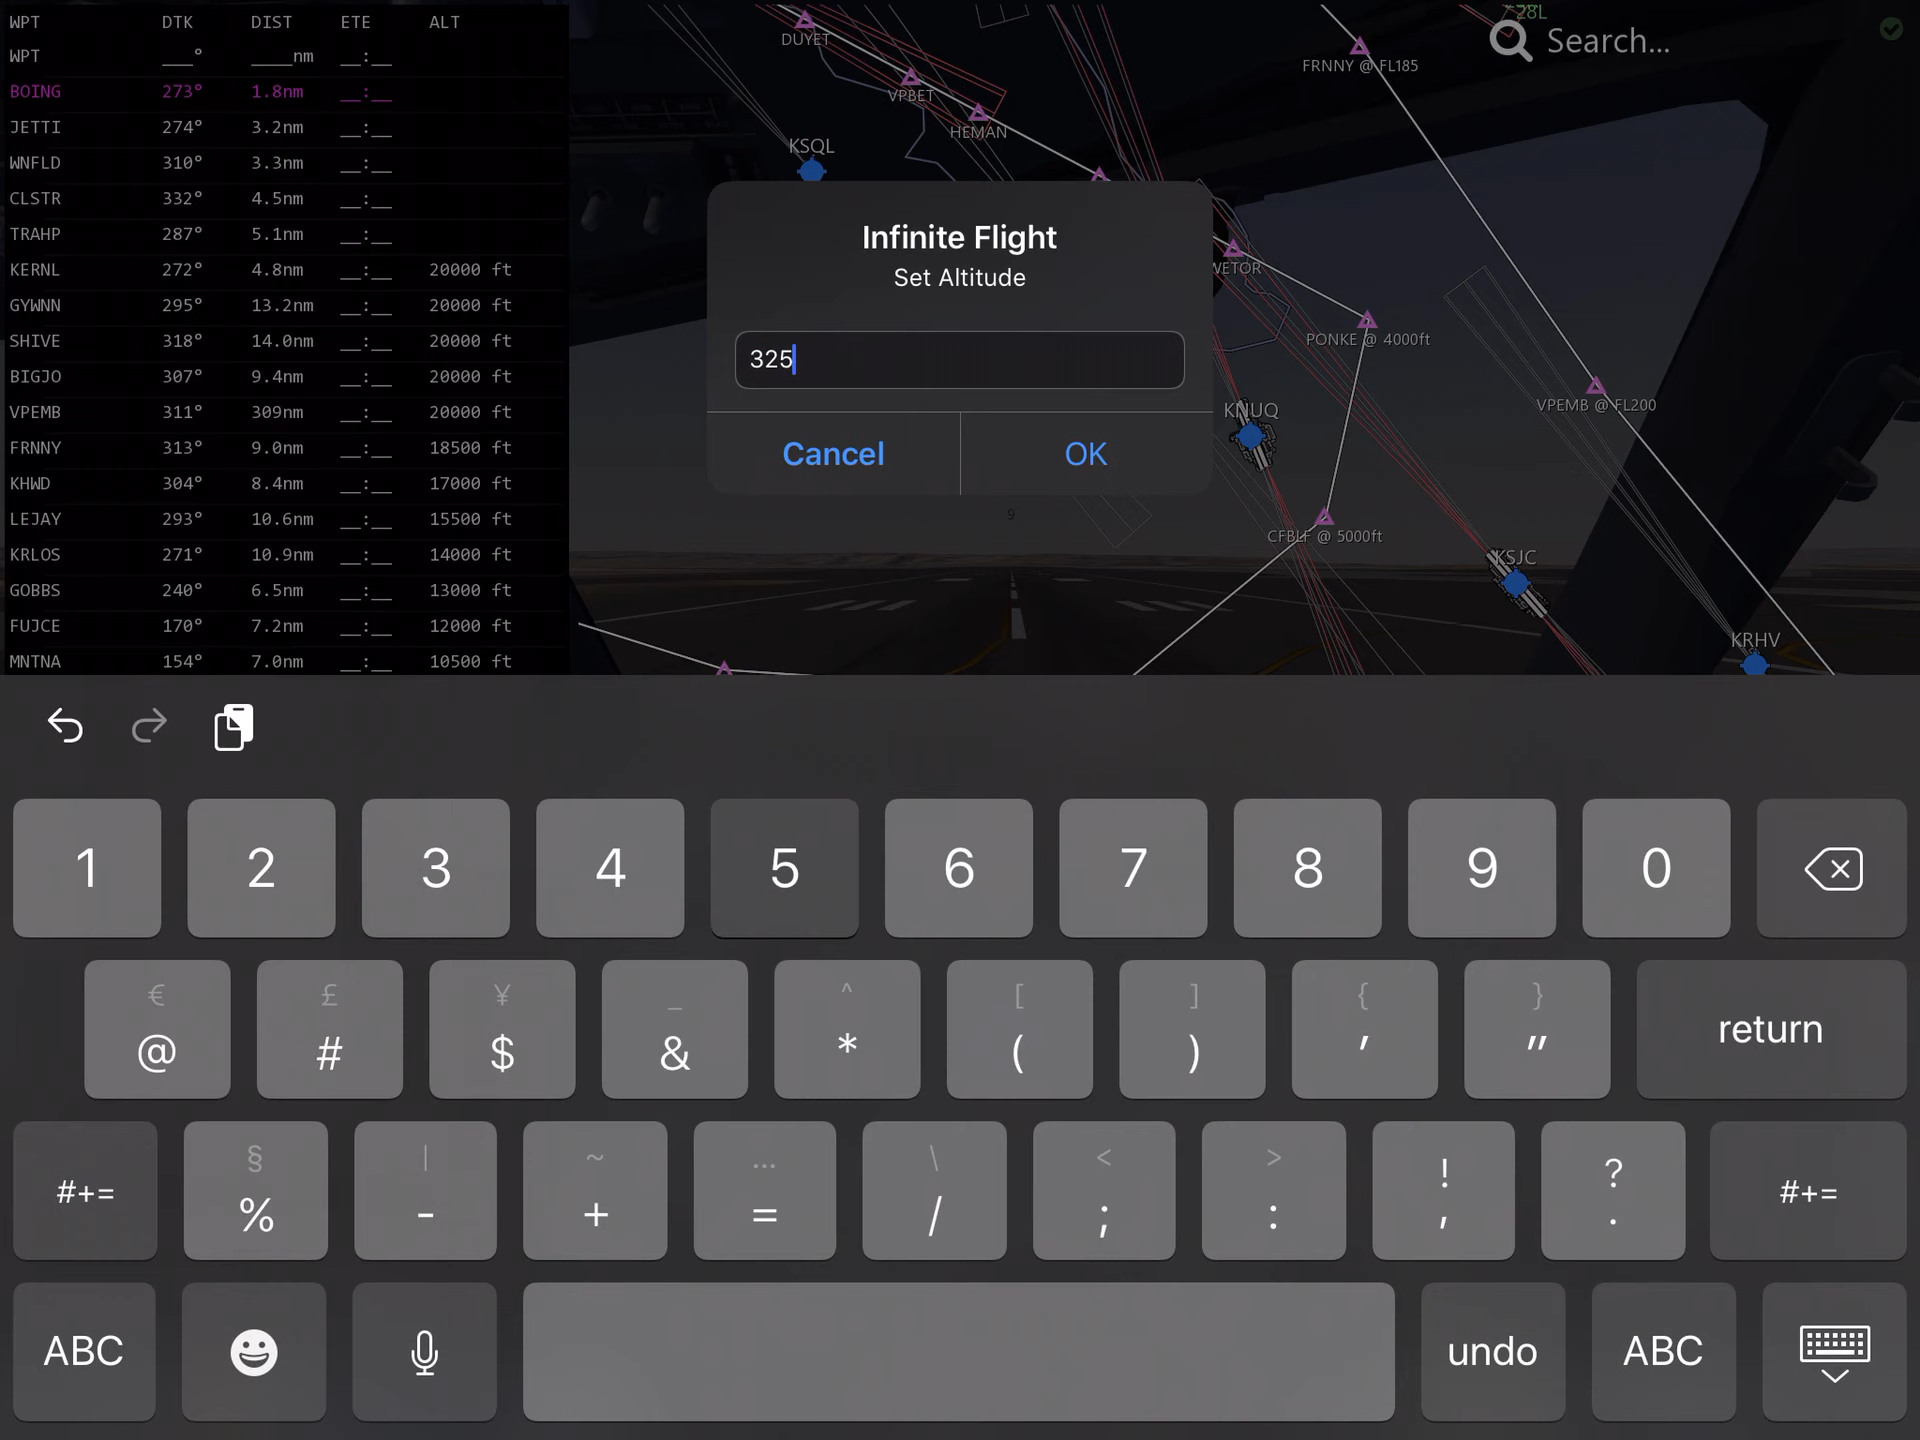 WPT DTK DIST ETE ALT
WPT ___° ____nm __:__
BOING 273° 1.8nm __:__
JETTI 274° 3.2nm __:__
WNFLD 310° 3.3nm __:__
CLSTR 332° 4.5nm __:__
TRAHP 287° 5.1nm __:__
KERNL 272° 4.8nm __:__ 20000 ft
GYWNN 295° 13.2nm __:__ 20000 ft
SHIVE 318° 14.0nm __:__ 20000 ft
BIGJO 307° 9.4nm __:__ 20000 ft
VPEMB 311° 309nm __:__ 20000 ft
FRNNY 313° 9.0nm __:__ 18500 ft
KHWD 304° 8.4nm __:__ 17000 ft
LEJAY 293° 10.6nm __:__ 15500 ft
KRLOS 271° 10.9nm __:__ 14000 ft
GOBBS 240° 6.5nm __:__ 13000 ft
FUJCE 170° 7.2nm __:__ 12000 ft
MNTNA 154° 7.0nm __:__ 10500 ft
28L
Search...
DUYET
FRNNY @ FL185
VPBET
HEMAN
KSQL
Infinite Flight
Set Altitude
325
Cancel OK
PONKE @ 4000ft
VPEMB @ FL200
KNUQ
9
CFBLF @ 5000ft
KSJC
KRHV
1 2 3 4 5 6 7 8 9 0
€ £ ¥ _ ^ [ ] { }
@ # $ & * ( ) ' " return
§ | ~ ... \ < > ! ?
#+= % - + = / ; : , . #+=
ABC undo ABC